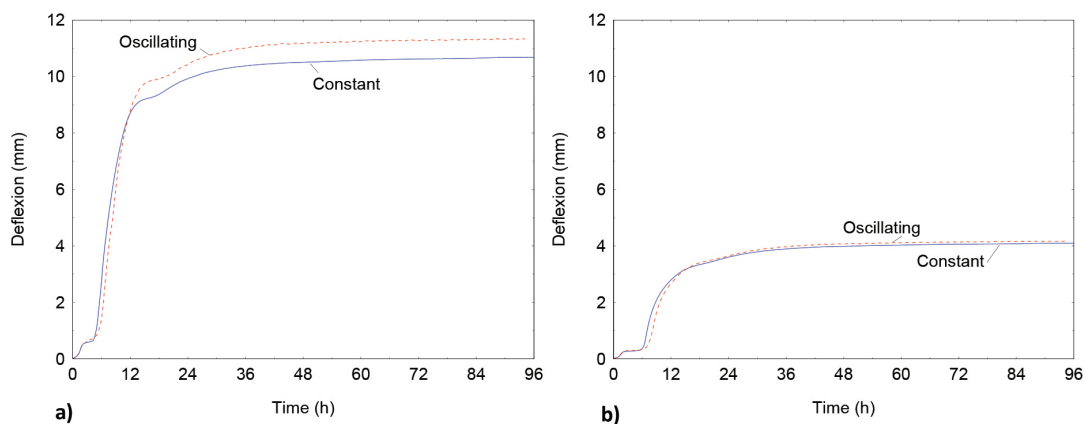 12
10
8
6
4
2
0
Deflexion (mm)
Oscillating
Constant
0 12 24 36 48 60 72 84 96
Time (h)
a)
12
10
8
6
4
2
0
Deflexion (mm)
Oscillating
Constant
0 12 24 36 48 60 72 84 96
Time (h)
b)